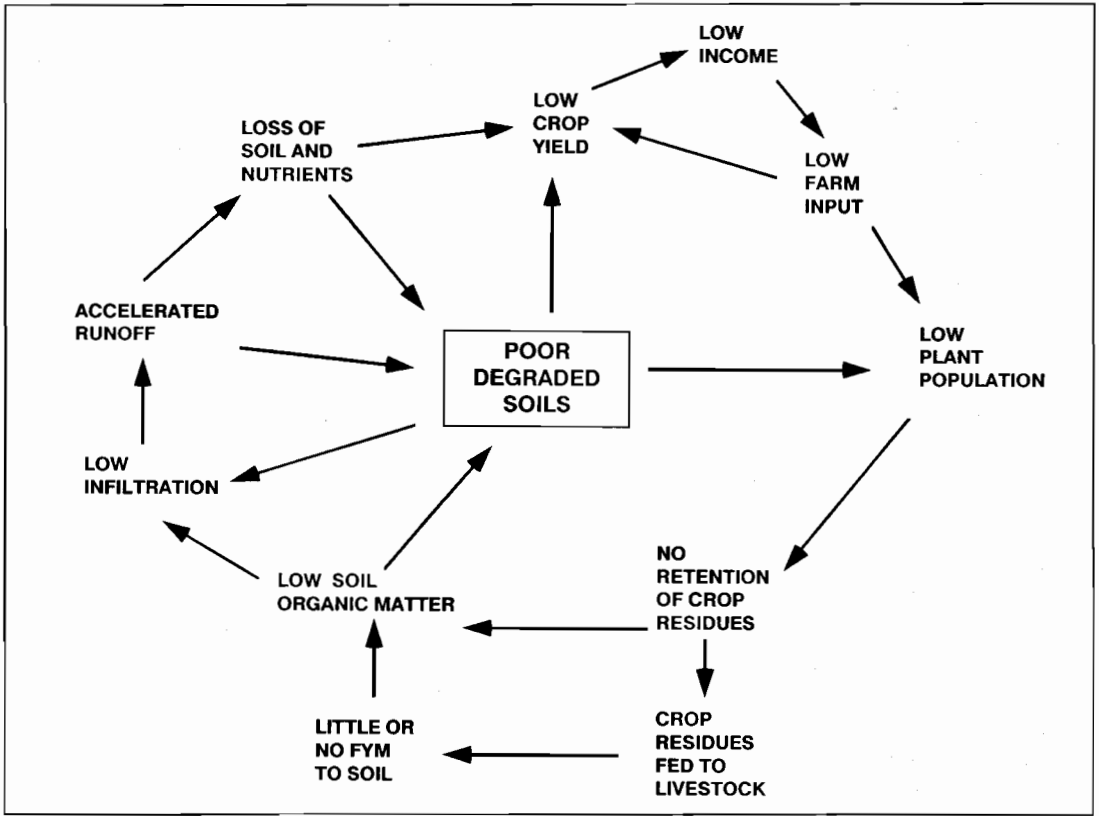 LOW
INCOME
LOW
CROP
YIELD
LOSS OF
SOIL AND
NUTRIENTS
LOW
FARM
INPUT
ACCELERATED
RUNOFF
POOR
DEGRADED
SOILS
LOW
PLANT
POPULATION
LOW
INFILTRATION
NO
RETENTION
OF CROP
RESIDUES
LOW SOIL
ORGANIC MATTER
LITTLE OR
NO FYM
TO SOIL
CROP
RESIDUES
FED TO
LIVESTOCK